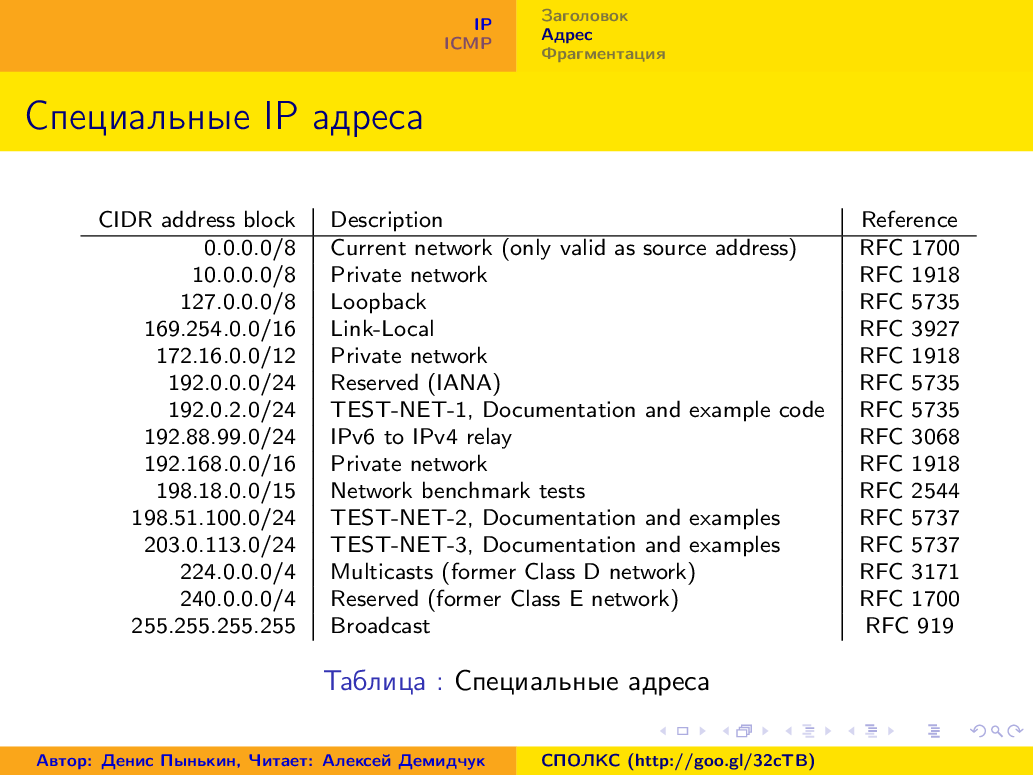 IP
ICMP
Заголовок
Адрес
Фрагментация
Специальные IP адреса
CIDR address block Description Reference
0.0.0.0/8 Current network (only valid as source address) RFC 1700
10.0.0.0/8 Private network RFC 1918
127.0.0.0/8 Loopback RFC 5735
169.254.0.0/16 Link-Local RFC 3927
172.16.0.0/12 Private network RFC 1918
192.0.0.0/24 Reserved (IANA) RFC 5735
192.0.2.0/24 TEST-NET-1, Documentation and example code RFC 5735
192.88.99.0/24 IPv6 to IPv4 relay RFC 3068
192.168.0.0/16 Private network RFC 1918
198.18.0.0/15 Network benchmark tests RFC 2544
198.51.100.0/24 TEST-NET-2, Documentation and examples RFC 5737
203.0.113.0/24 TEST-NET-3, Documentation and examples RFC 5737
224.0.0.0/4 Multicasts (former Class D network) RFC 3171
240.0.0.0/4 Reserved (former Class E network) RFC 1700
255.255.255.255 Broadcast RFC 919
Таблица : Специальные адреса
Автор: Денис Пынькин, Читает: Алексей Демидчук СПОЛКС (http://goo.gl/32cTB)